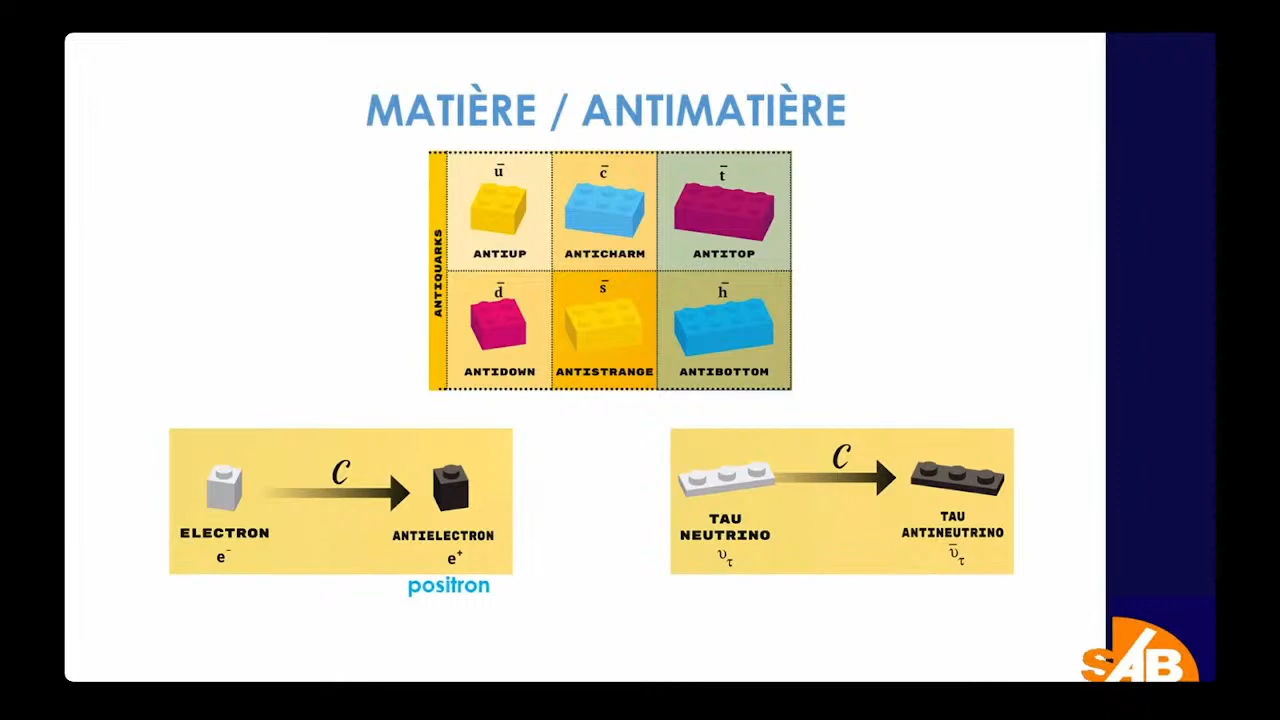 MATIÈRE / ANTIMATIÈRE
ANTIQUARKS
ū c̄ t̄
ANTIUP ANTICHARM ANTITOP
d̄ s̄ h̄
ANTIDOWN ANTISTRANGE ANTIBOTTOM
C
ELECTRON
e⁻
ANTIELECTRON
e⁺
positron
C
TAU
NEUTRINO
υτ
TAU
ANTINEUTRINO
ῡτ
SAB